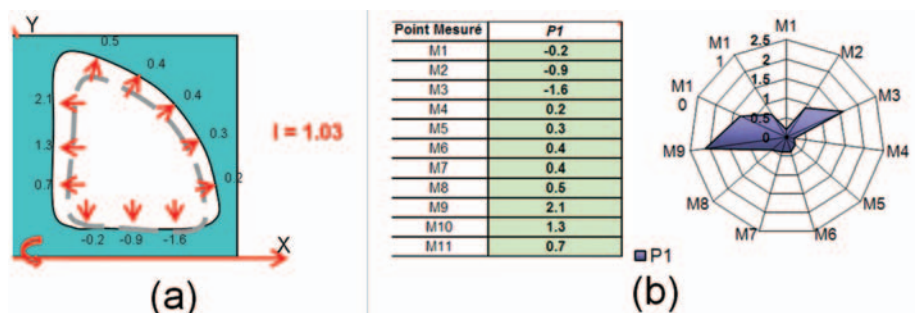 Y
0.5
0.4
0.4
0.3
0.2
2.1
1.3
0.7
-0.2 -0.9 -1.6
I = 1.03
X
(a)
Point Mesuré P1
M1 -0.2
M2 -0.9
M3 -1.6
M4 0.2
M5 0.3
M6 0.4
M7 0.4
M8 0.5
M9 2.1
M10 1.3
M11 0.7
M1
M2
M3
M4
M5
M6
M7
M8
M9
M1
0
M1
1
2.5
2
1.5
1
0.5
0
P1
(b)